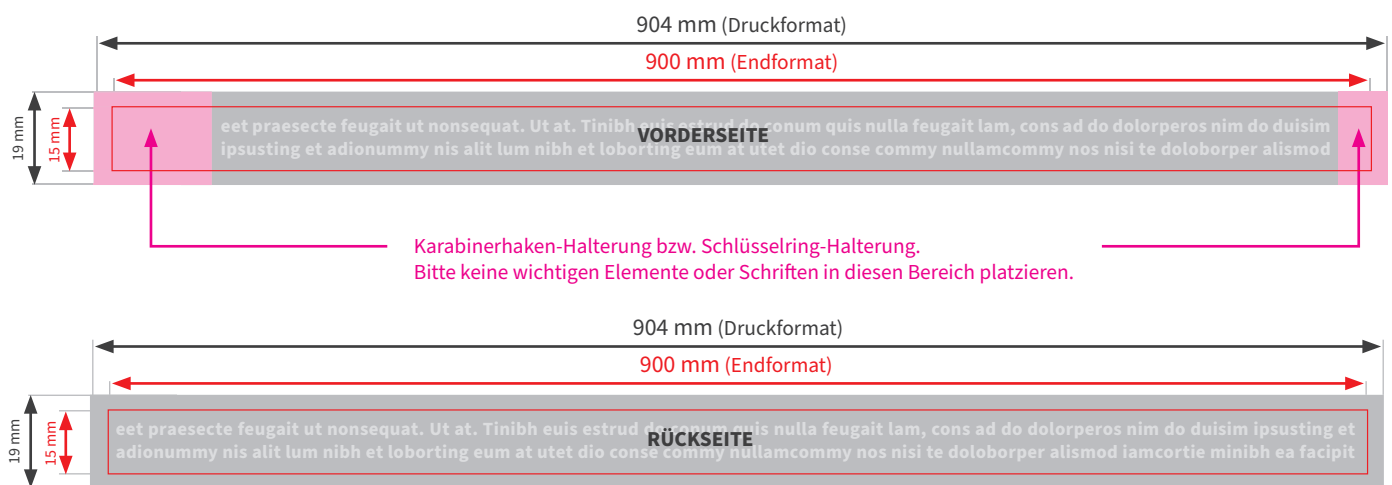 904 mm (Druckformat)
900 mm (Endformat)
19 mm
15 mm
eet praesecte feugait ut nonsequat. Ut at. Tinibh euis estrud do conum quis nulla feugait lam, cons ad do dolorperos nim do duisim
VORDERSEITE
ipsusting et adionummy nis alit lum nibh et loborting eum at utet dio conse commy nullamcommy nos nisi te doloborper alismod
Karabinerhaken-Halterung bzw. Schlüsselring-Halterung.
Bitte keine wichtigen Elemente oder Schriften in diesen Bereich platzieren.
904 mm (Druckformat)
900 mm (Endformat)
19 mm
15 mm
eet praesecte feugait ut nonsequat. Ut at. Tinibh euis estrud do conum quis nulla feugait lam, cons ad do dolorperos nim do duisim ipsusting et
RÜCKSEITE
adionummy nis alit lum nibh et loborting eum at utet dio conse commy nullamcommy nos nisi te doloborper alismod iamcortie minibh ea facipit